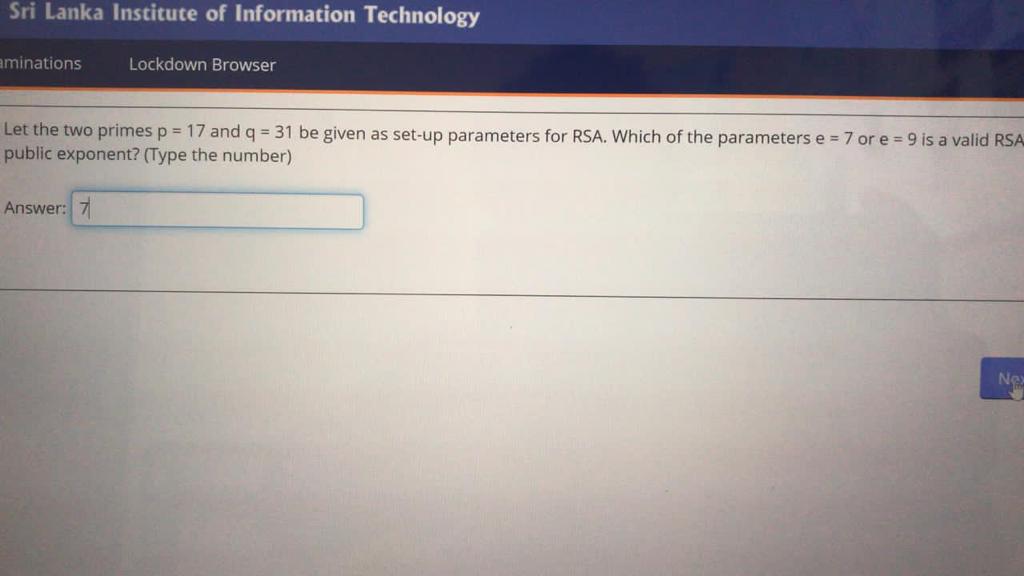 Sri Lanka Institute of Information Technology
aminations Lockdown Browser
Let the two primes p = 17 and q = 31 be given as set-up parameters for RSA. Which of the parameters e = 7 or e = 9 is a valid RSA
public exponent? (Type the number)
Answer: 7
Nex